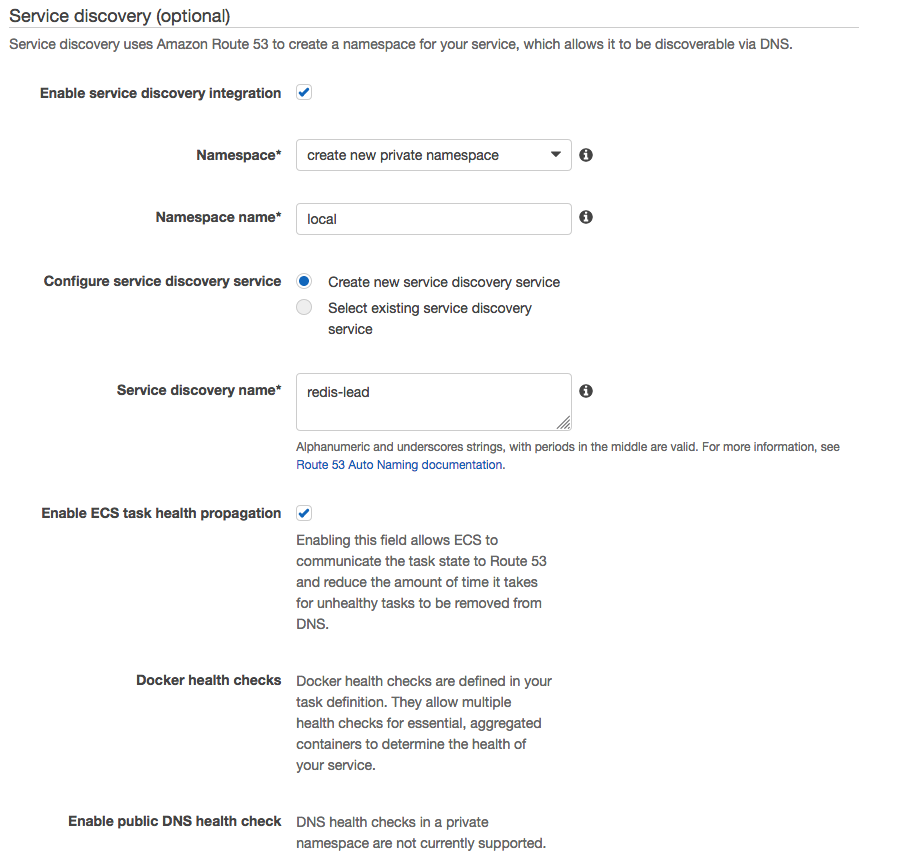 Service discovery (optional)
Service discovery uses Amazon Route 53 to create a namespace for your service, which allows it to be discoverable via DNS.
Enable service discovery integration
Namespace*
create new private namespace
Namespace name*
local
Configure service discovery service
Create new service discovery service
Select existing service discovery
service
Service discovery name*
redis-lead
Alphanumeric and underscores strings, with periods in the middle are valid. For more information, see
Route 53 Auto Naming documentation.
Enable ECS task health propagation
Enabling this field allows ECS to
communicate the task state to Route 53
and reduce the amount of time it takes
for unhealthy tasks to be removed from
DNS.
Docker health checks
Docker health checks are defined in your
task definition. They allow multiple
health checks for essential, aggregated
containers to determine the health of
your service.
Enable public DNS health check
DNS health checks in a private
namespace are not currently supported.